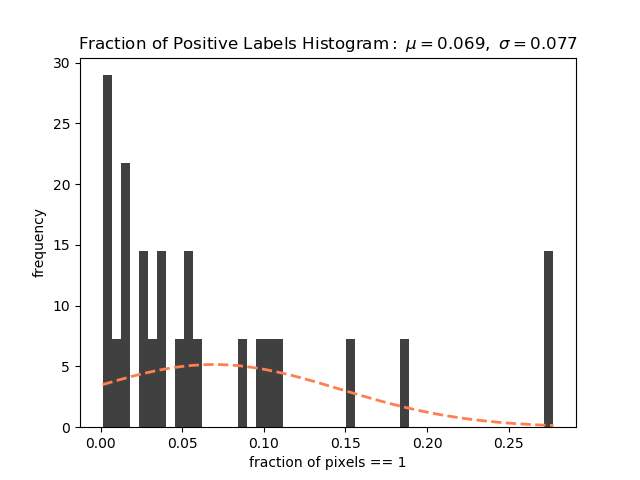 Fraction of Positive Labels Histogram: μ = 0.069, σ = 0.077
30
25
20
15
10
5
0
frequency
0.00 0.05 0.10 0.15 0.20 0.25
fraction of pixels == 1